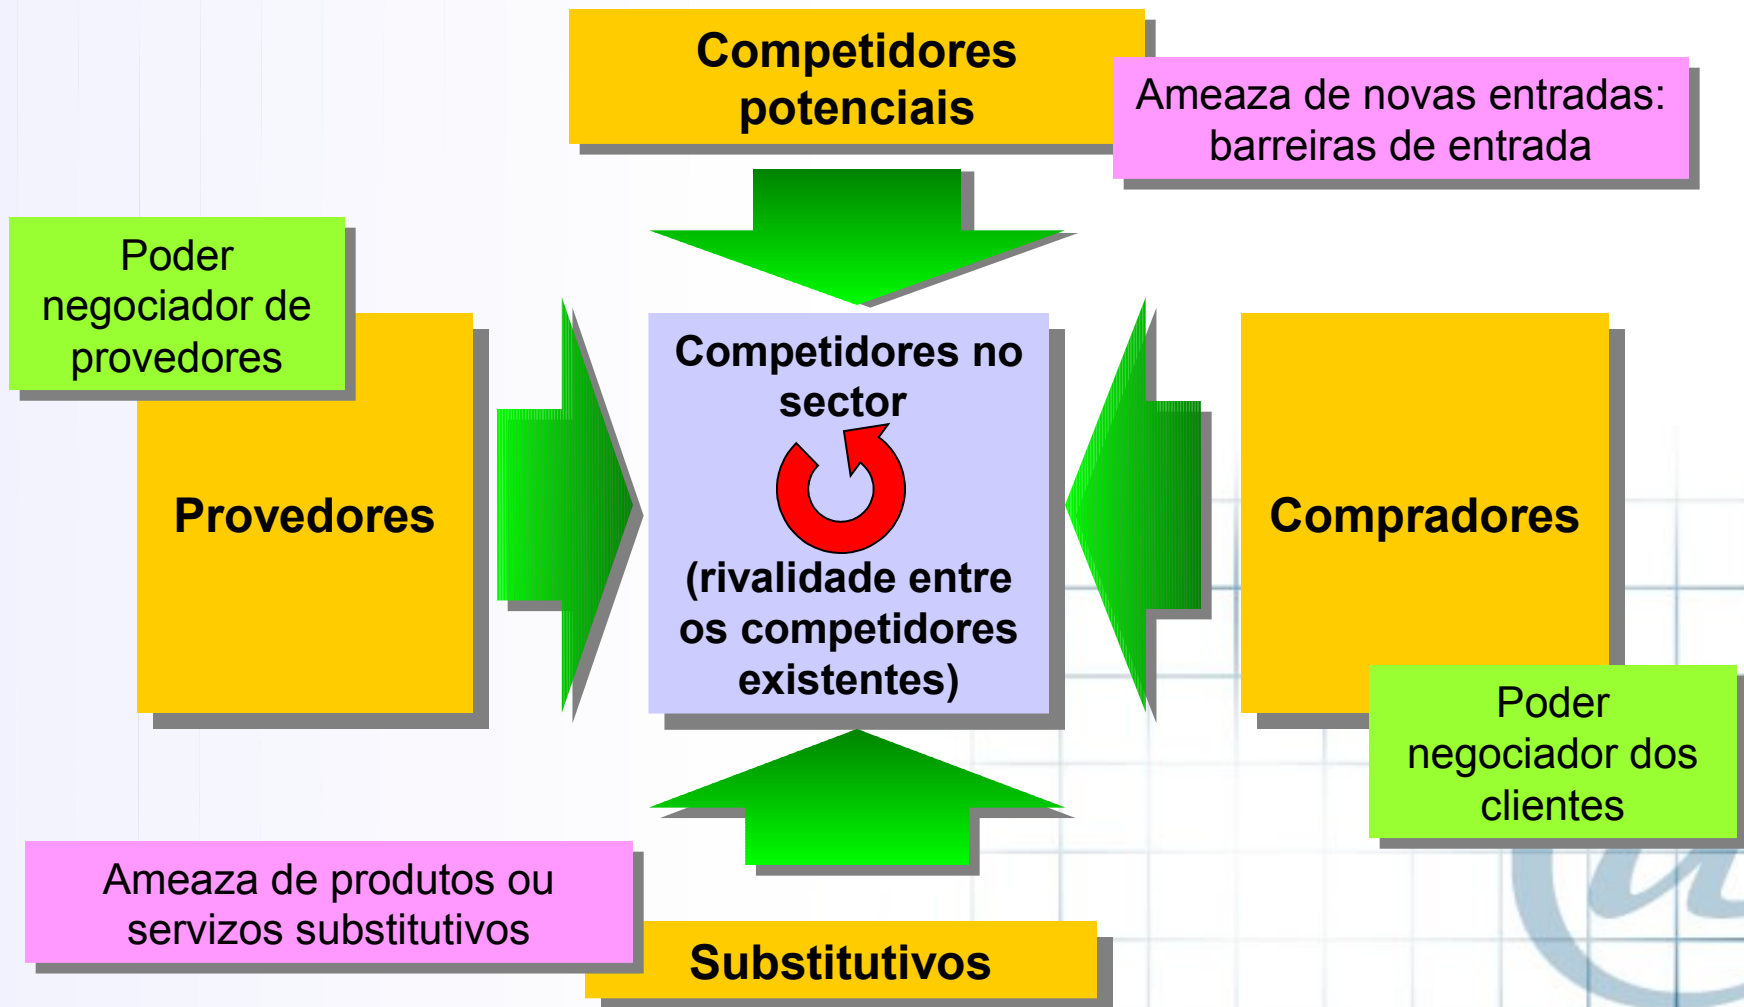 Competidores
potenciais
Ameaza de novas entradas:
barreiras de entrada
Poder
negociador de
provedores
Provedores
Competidores no
sector
(rivalidade entre
os competidores
existentes)
Compradores
Poder
negociador dos
clientes
Ameaza de produtos ou
servizos substitutivos
Substitutivos